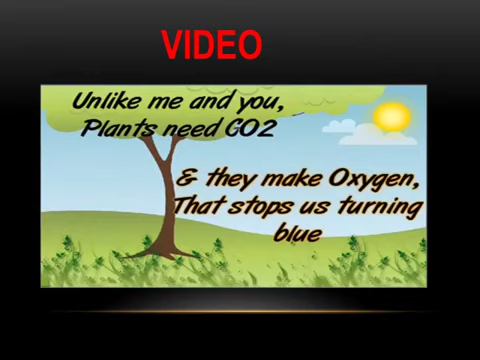 VIDEO
Unlike me and you,
Plants need CO2
& they make Oxygen,
That stops us turning
blue